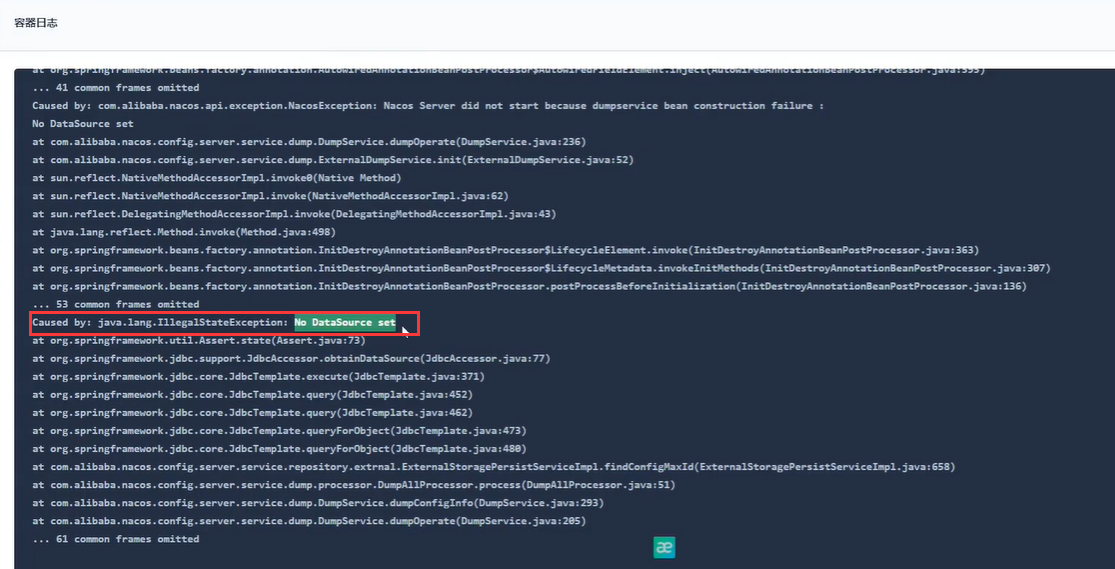 容器日志
at org.springframework.beans.factory.annotation.AutowiredAnnotationBeanPostProcessor$AutowiredFieldElement.inject(AutowiredAnnotationBeanPostProcessor.java:595)
... 41 common frames omitted
Caused by: com.alibaba.nacos.api.exception.NacosException: Nacos Server did not start because dumpservice bean construction failure :
No DataSource set
at com.alibaba.nacos.config.server.service.dump.DumpService.dumpOperate(DumpService.java:236)
at com.alibaba.nacos.config.server.service.dump.ExternalDumpService.init(ExternalDumpService.java:52)
at sun.reflect.NativeMethodAccessorImpl.invoke0(Native Method)
at sun.reflect.NativeMethodAccessorImpl.invoke(NativeMethodAccessorImpl.java:62)
at sun.reflect.DelegatingMethodAccessorImpl.invoke(DelegatingMethodAccessorImpl.java:43)
at java.lang.reflect.Method.invoke(Method.java:498)
at org.springframework.beans.factory.annotation.InitDestroyAnnotationBeanPostProcessor$LifecycleElement.invoke(InitDestroyAnnotationBeanPostProcessor.java:363)
at org.springframework.beans.factory.annotation.InitDestroyAnnotationBeanPostProcessor$LifecycleMetadata.invokeInitMethods(InitDestroyAnnotationBeanPostProcessor.java:307)
at org.springframework.beans.factory.annotation.InitDestroyAnnotationBeanPostProcessor.postProcessBeforeInitialization(InitDestroyAnnotationBeanPostProcessor.java:136)
... 53 common frames omitted
Caused by: java.lang.IllegalStateException: No DataSource set
at org.springframework.util.Assert.state(Assert.java:73)
at org.springframework.jdbc.support.JdbcAccessor.obtainDataSource(JdbcAccessor.java:77)
at org.springframework.jdbc.core.JdbcTemplate.execute(JdbcTemplate.java:371)
at org.springframework.jdbc.core.JdbcTemplate.query(JdbcTemplate.java:452)
at org.springframework.jdbc.core.JdbcTemplate.query(JdbcTemplate.java:462)
at org.springframework.jdbc.core.JdbcTemplate.queryForObject(JdbcTemplate.java:473)
at org.springframework.jdbc.core.JdbcTemplate.queryForObject(JdbcTemplate.java:480)
at com.alibaba.nacos.config.server.service.repository.extrnal.ExternalStoragePersistServiceImpl.findConfigMaxId(ExternalStoragePersistServiceImpl.java:658)
at com.alibaba.nacos.config.server.service.dump.processor.DumpAllProcessor.process(DumpAllProcessor.java:51)
at com.alibaba.nacos.config.server.service.dump.DumpService.dumpConfigInfo(DumpService.java:293)
at com.alibaba.nacos.config.server.service.dump.DumpService.dumpOperate(DumpService.java:205)
... 61 common frames omitted
æ